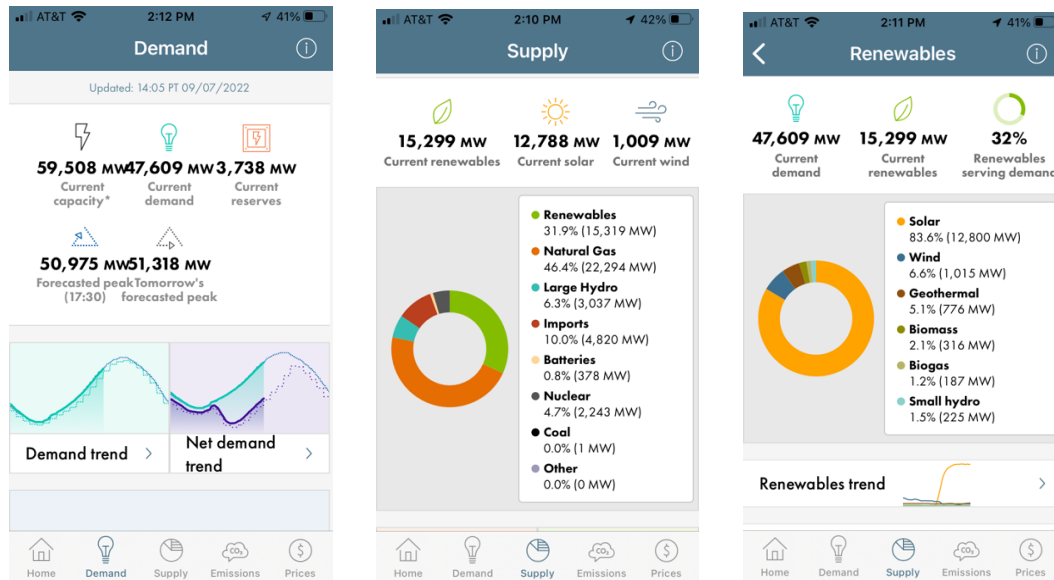 AT&T 2:12 PM 41%
Demand
Updated: 14:05 PT 09/07/2022
59,508 MW 47,609 MW 3,738 MW
Current capacity* Current demand Current reserves
50,975 MW 51,318 MW
Forecasted peak (17:30) Tomorrow's forecasted peak
Demand trend
Net demand trend
Home Demand Supply Emissions Prices
AT&T 2:10 PM 42%
Supply
15,299 MW 12,788 MW 1,009 MW
Current renewables Current solar Current wind
Renewables
31.9% (15,319 MW)
Natural Gas
46.4% (22,294 MW)
Large Hydro
6.3% (3,037 MW)
Imports
10.0% (4,820 MW)
Batteries
0.8% (378 MW)
Nuclear
4.7% (2,243 MW)
Coal
0.0% (1 MW)
Other
0.0% (0 MW)
Home Demand Supply Emissions Prices
AT&T 2:11 PM 41%
Renewables
47,609 MW 15,299 MW 32%
Current demand Current renewables Renewables serving demand
Solar
83.6% (12,800 MW)
Wind
6.6% (1,015 MW)
Geothermal
5.1% (776 MW)
Biomass
2.1% (316 MW)
Biogas
1.2% (187 MW)
Small hydro
1.5% (225 MW)
Renewables trend
Home Demand Supply Emissions Prices